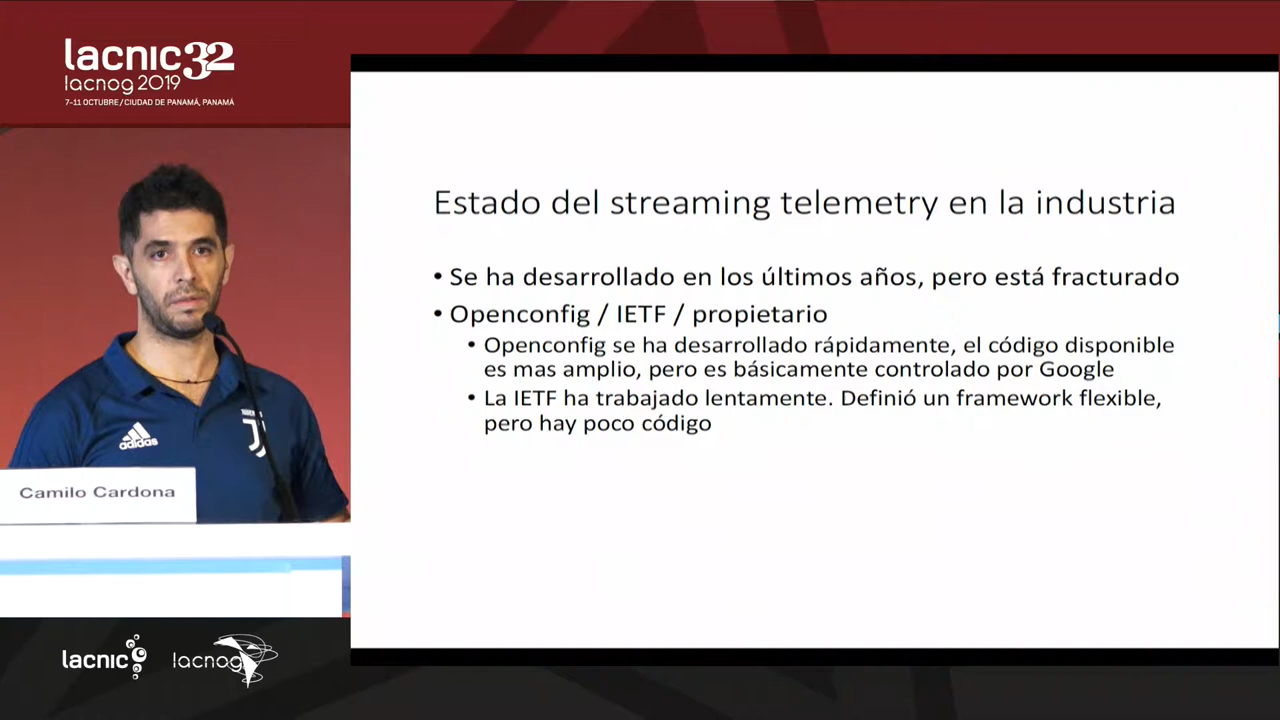 lacnic32
lacnog 2019
7-11 OCTUBRE / CIUDAD DE PANAMÁ, PANAMÁ
Estado del streaming telemetry en la industria
• Se ha desarrollado en los últimos años, pero está fracturado
• Openconfig / IETF / propietario
• Openconfig se ha desarrollado rápidamente, el código disponible
es mas amplio, pero es básicamente controlado por Google
• La IETF ha trabajado lentamente. Definió un framework flexible,
pero hay poco código
adidas
Camilo Cardona
lacnic
lacnog